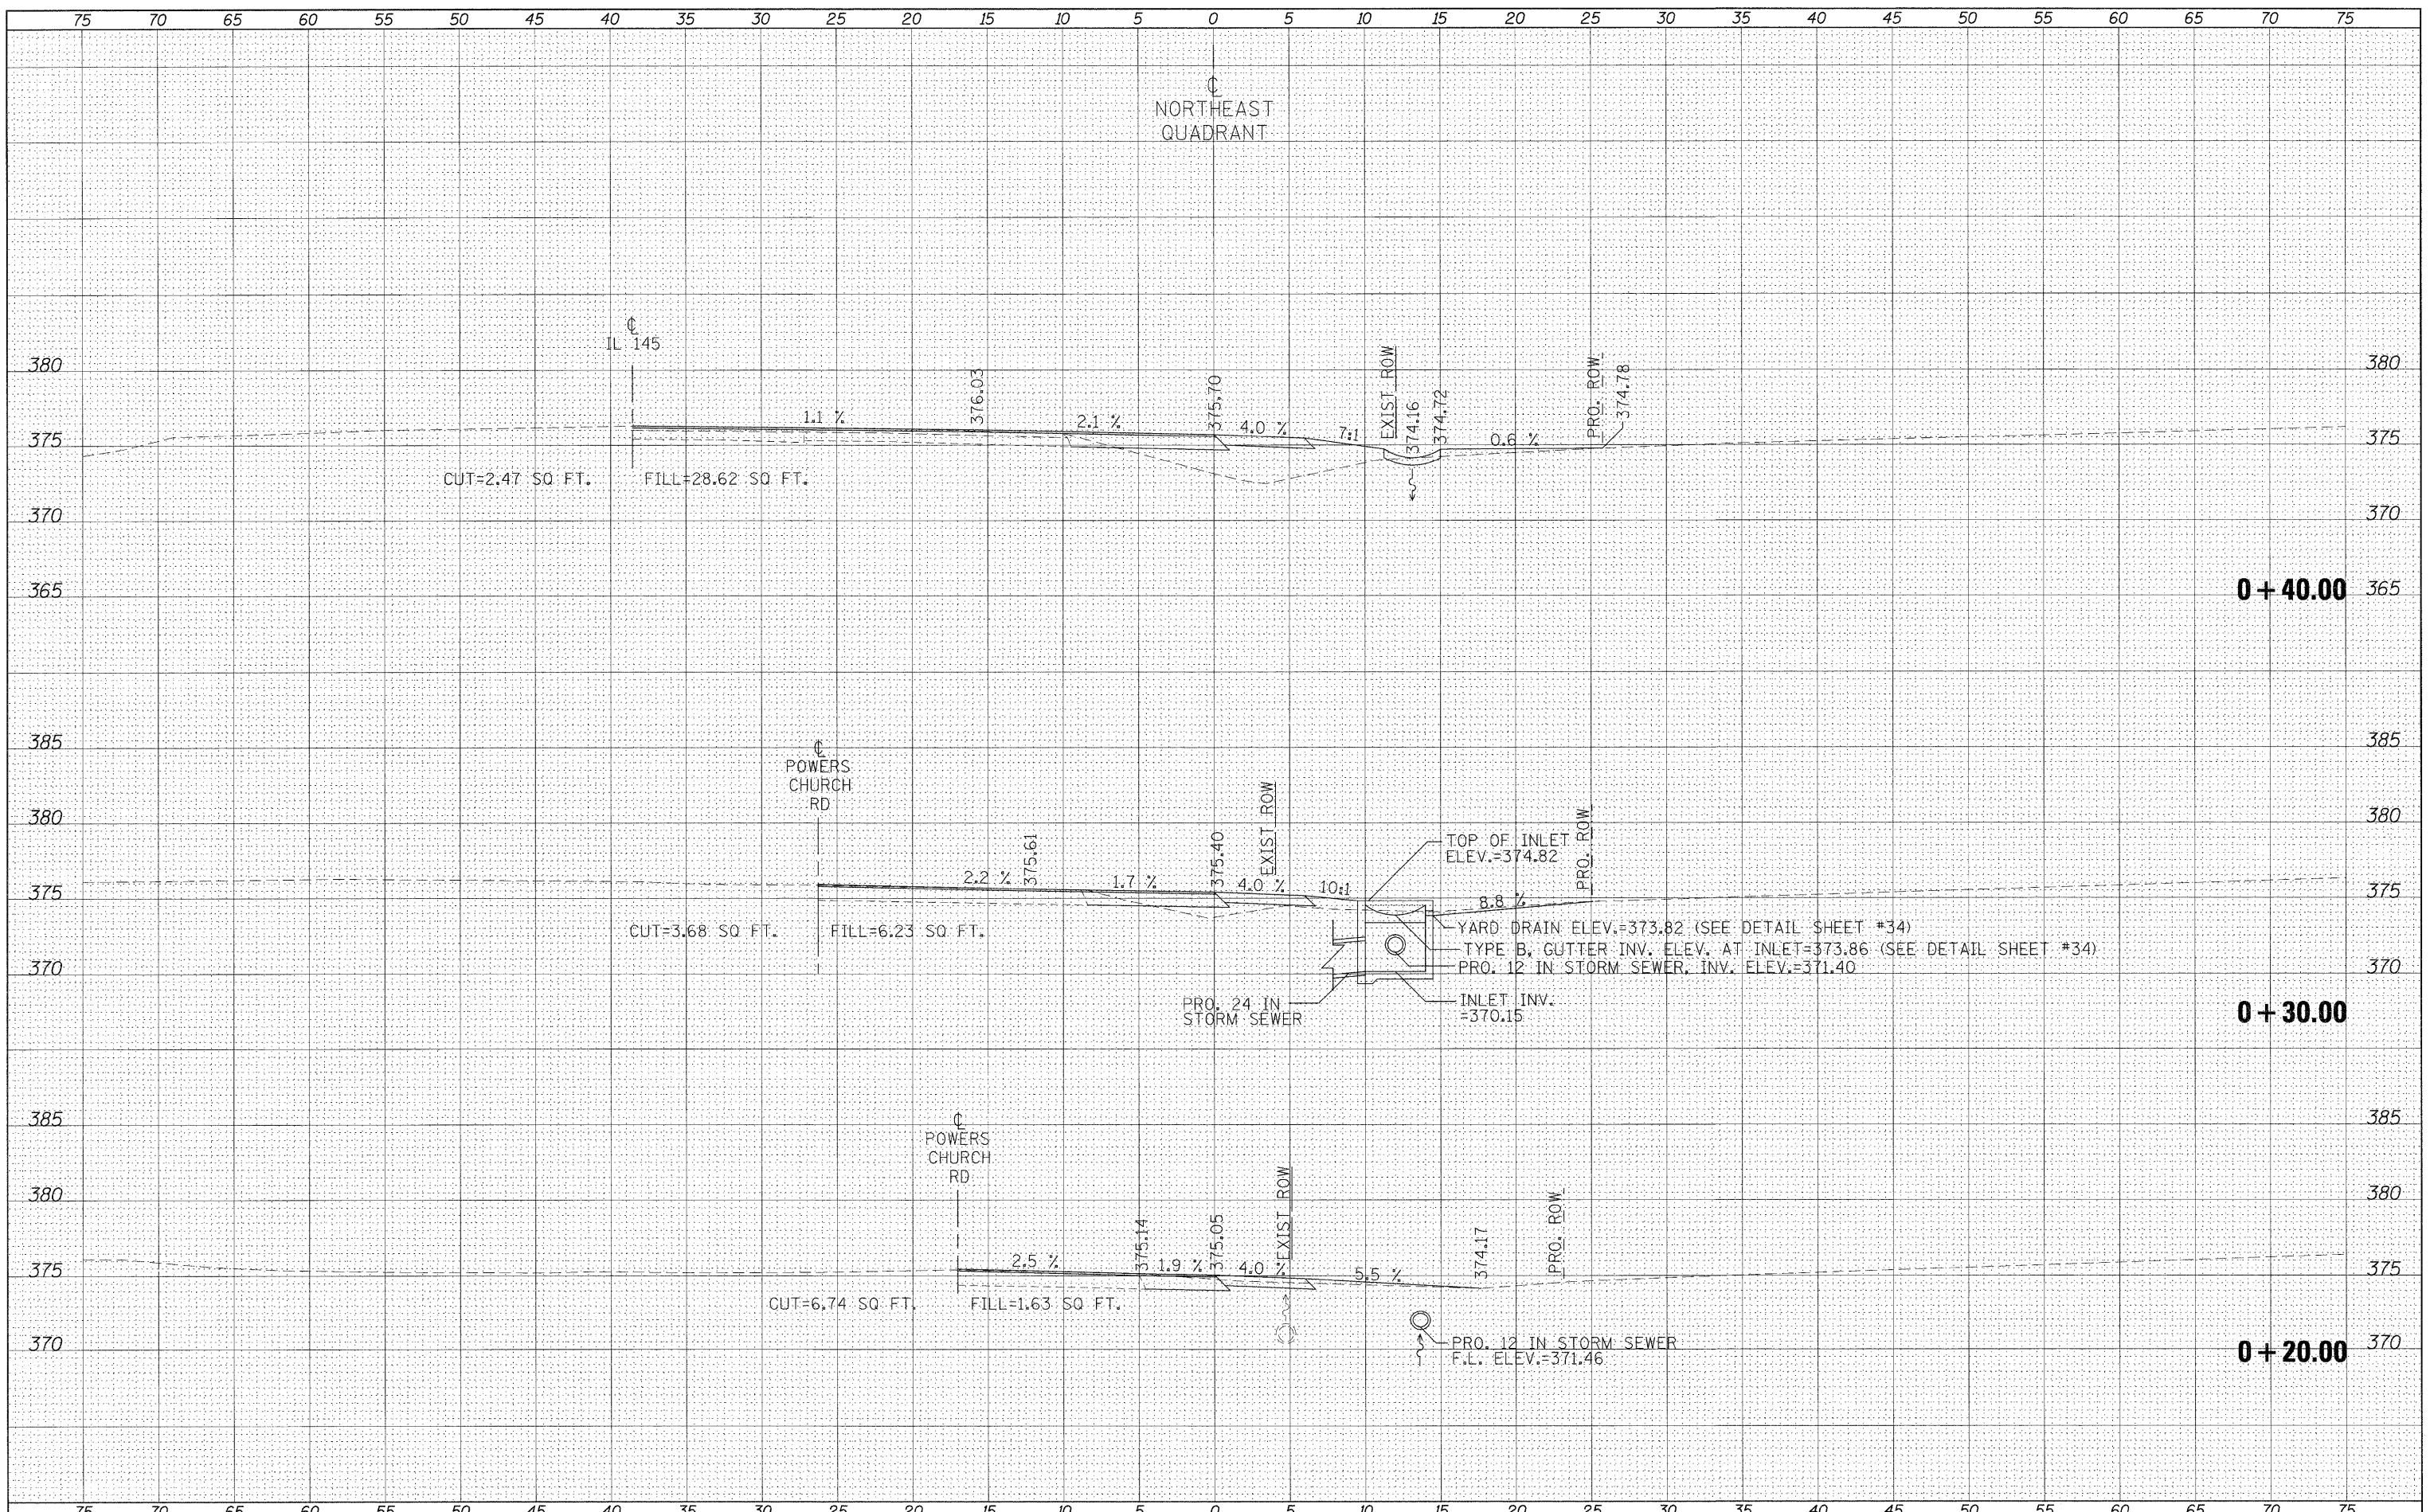 75 70 65 60 55 50 45 40 35 30 25 20 15 10 5 0 5 10 15 20 25 30 35 40 45 50 55 60 65 70 75
℄
NORTHEAST
QUADRANT
℄
IL 145
380
1.1 %
376.03
2.1 %
375.70
4.0 %
7:1
EXIST ROW
374.16
374.72
0.6 %
PRO. ROW
374.78
380
375
375
CUT=2.47 SQ FT.
FILL=28.62 SQ FT.
370
370
365
0+40.00
365
385
385
℄
POWERS
CHURCH
RD
380
380
2.2 %
375.61
1.7 %
375.40
4.0 %
EXIST ROW
10:1
TOP OF INLET
ELEV.=374.82
8.8 %
PRO. ROW
375
375
CUT=3.68 SQ FT.
FILL=6.23 SQ FT.
YARD DRAIN ELEV.=373.82 (SEE DETAIL SHEET #34)
TYPE B, GUTTER INV. ELEV. AT INLET=373.86 (SEE DETAIL SHEET #34)
PRO. 12 IN STORM SEWER, INV. ELEV.=371.40
370
370
PRO. 24 IN
STORM SEWER
INLET INV.
=370.15
0+30.00
385
385
℄
POWERS
CHURCH
RD
380
380
2.5 %
375.14
1.9 %
375.05
4.0 %
EXIST ROW
5.5 %
374.17
PRO. ROW
375
375
CUT=6.74 SQ FT.
FILL=1.63 SQ FT.
370
PRO. 12 IN STORM SEWER
F.L. ELEV.=371.46
0+20.00
370
75 70 65 60 55 50 45 40 35 30 25 20 15 10 5 0 5 10 15 20 25 30 35 40 45 50 55 60 65 70 75